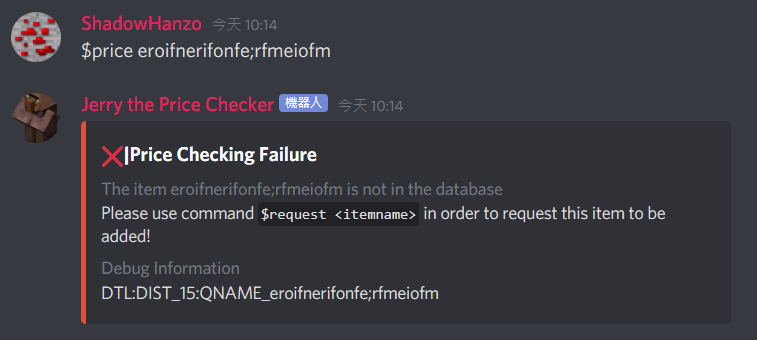 ShadowHanzo 今天 10:14
$price eroifnerifonfe;rfmeiofm
Jerry the Price Checker 機器人 今天 10:14
❌|Price Checking Failure
The item eroifnerifonfe;rfmeiofm is not in the database
Please use command $request <itemname> in order to request this item to be
added!
Debug Information
DTL:DIST_15:QNAME_eroifnerifonfe;rfmeiofm